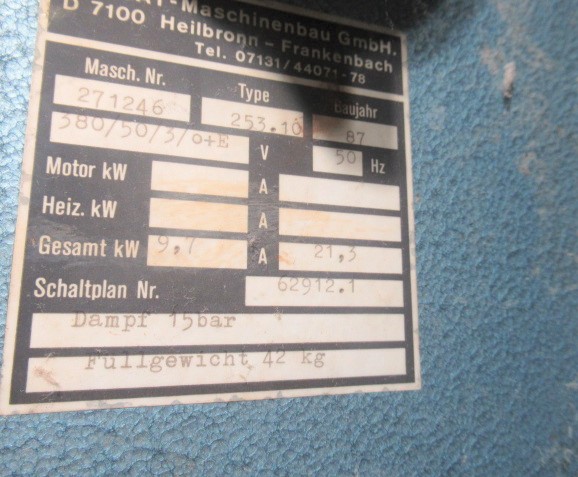 -Maschinenbau GmbH.
D 7100 Heilbronn - Frankenbach
Tel. 07131/44071-78
Masch. Nr. Type Baujahr
271246 253.10 87
380/50/3/0+E V 50 Hz
Motor kW A
Heiz. kW A
Gesamt kW 9,7 A 21,3
Schaltplan Nr. 62912.1
Dampf 15bar
Füllgewicht 42 kg